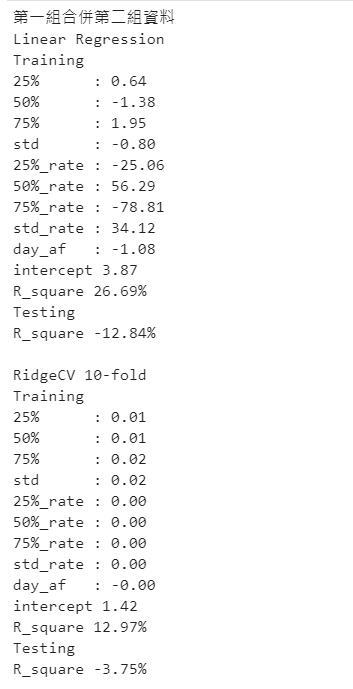 第一組合併第二組資料
Linear Regression
Training
25%      : 0.64
50%      : -1.38
75%      : 1.95
std      : -0.80
25%_rate : -25.06
50%_rate : 56.29
75%_rate : -78.81
std_rate : 34.12
day_af   : -1.08
intercept 3.87
R_square 26.69%
Testing
R_square -12.84%

RidgeCV 10-fold
Training
25%      : 0.01
50%      : 0.01
75%      : 0.02
std      : 0.02
25%_rate : 0.00
50%_rate : 0.00
75%_rate : 0.00
std_rate : 0.00
day_af   : -0.00
intercept 1.42
R_square 12.97%
Testing
R_square -3.75%